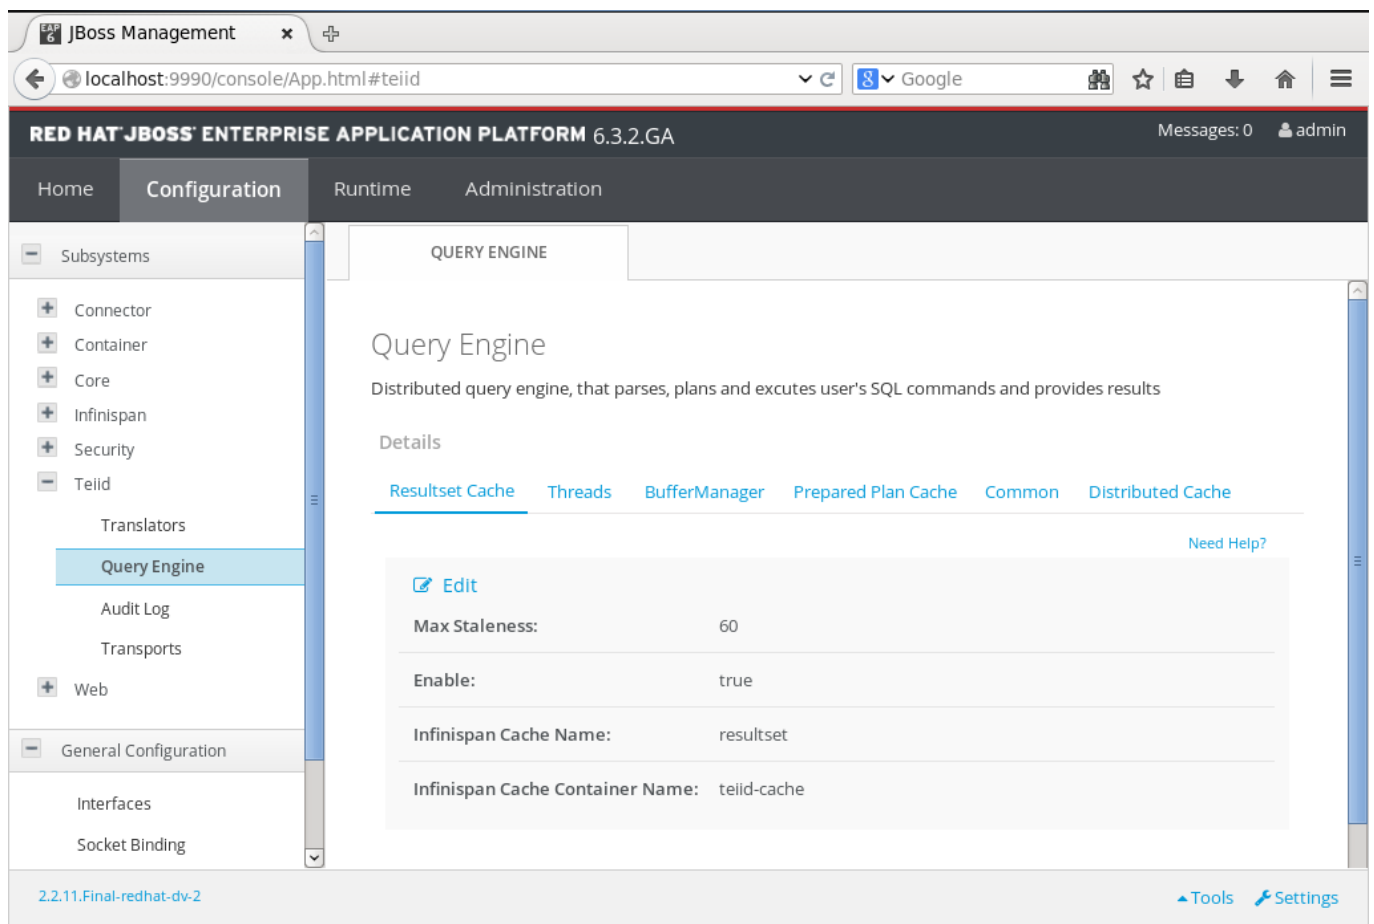 EAP 6 JBoss Management
localhost:9990/console/App.html#teiid
8 Google
RED HAT JBOSS ENTERPRISE APPLICATION PLATFORM 6.3.2.GA
Messages: 0 admin
Home Configuration Runtime Administration
Subsystems
Connector
Container
Core
Infinispan
Security
Teiid
Translators
Query Engine
Audit Log
Transports
Web
General Configuration
Interfaces
Socket Binding
QUERY ENGINE
Query Engine
Distributed query engine, that parses, plans and excutes user's SQL commands and provides results
Details
Resultset Cache Threads BufferManager Prepared Plan Cache Common Distributed Cache
Need Help?
Edit
Max Staleness: 60
Enable: true
Infinispan Cache Name: resultset
Infinispan Cache Container Name: teiid-cache
2.2.11.Final-redhat-dv-2
Tools Settings